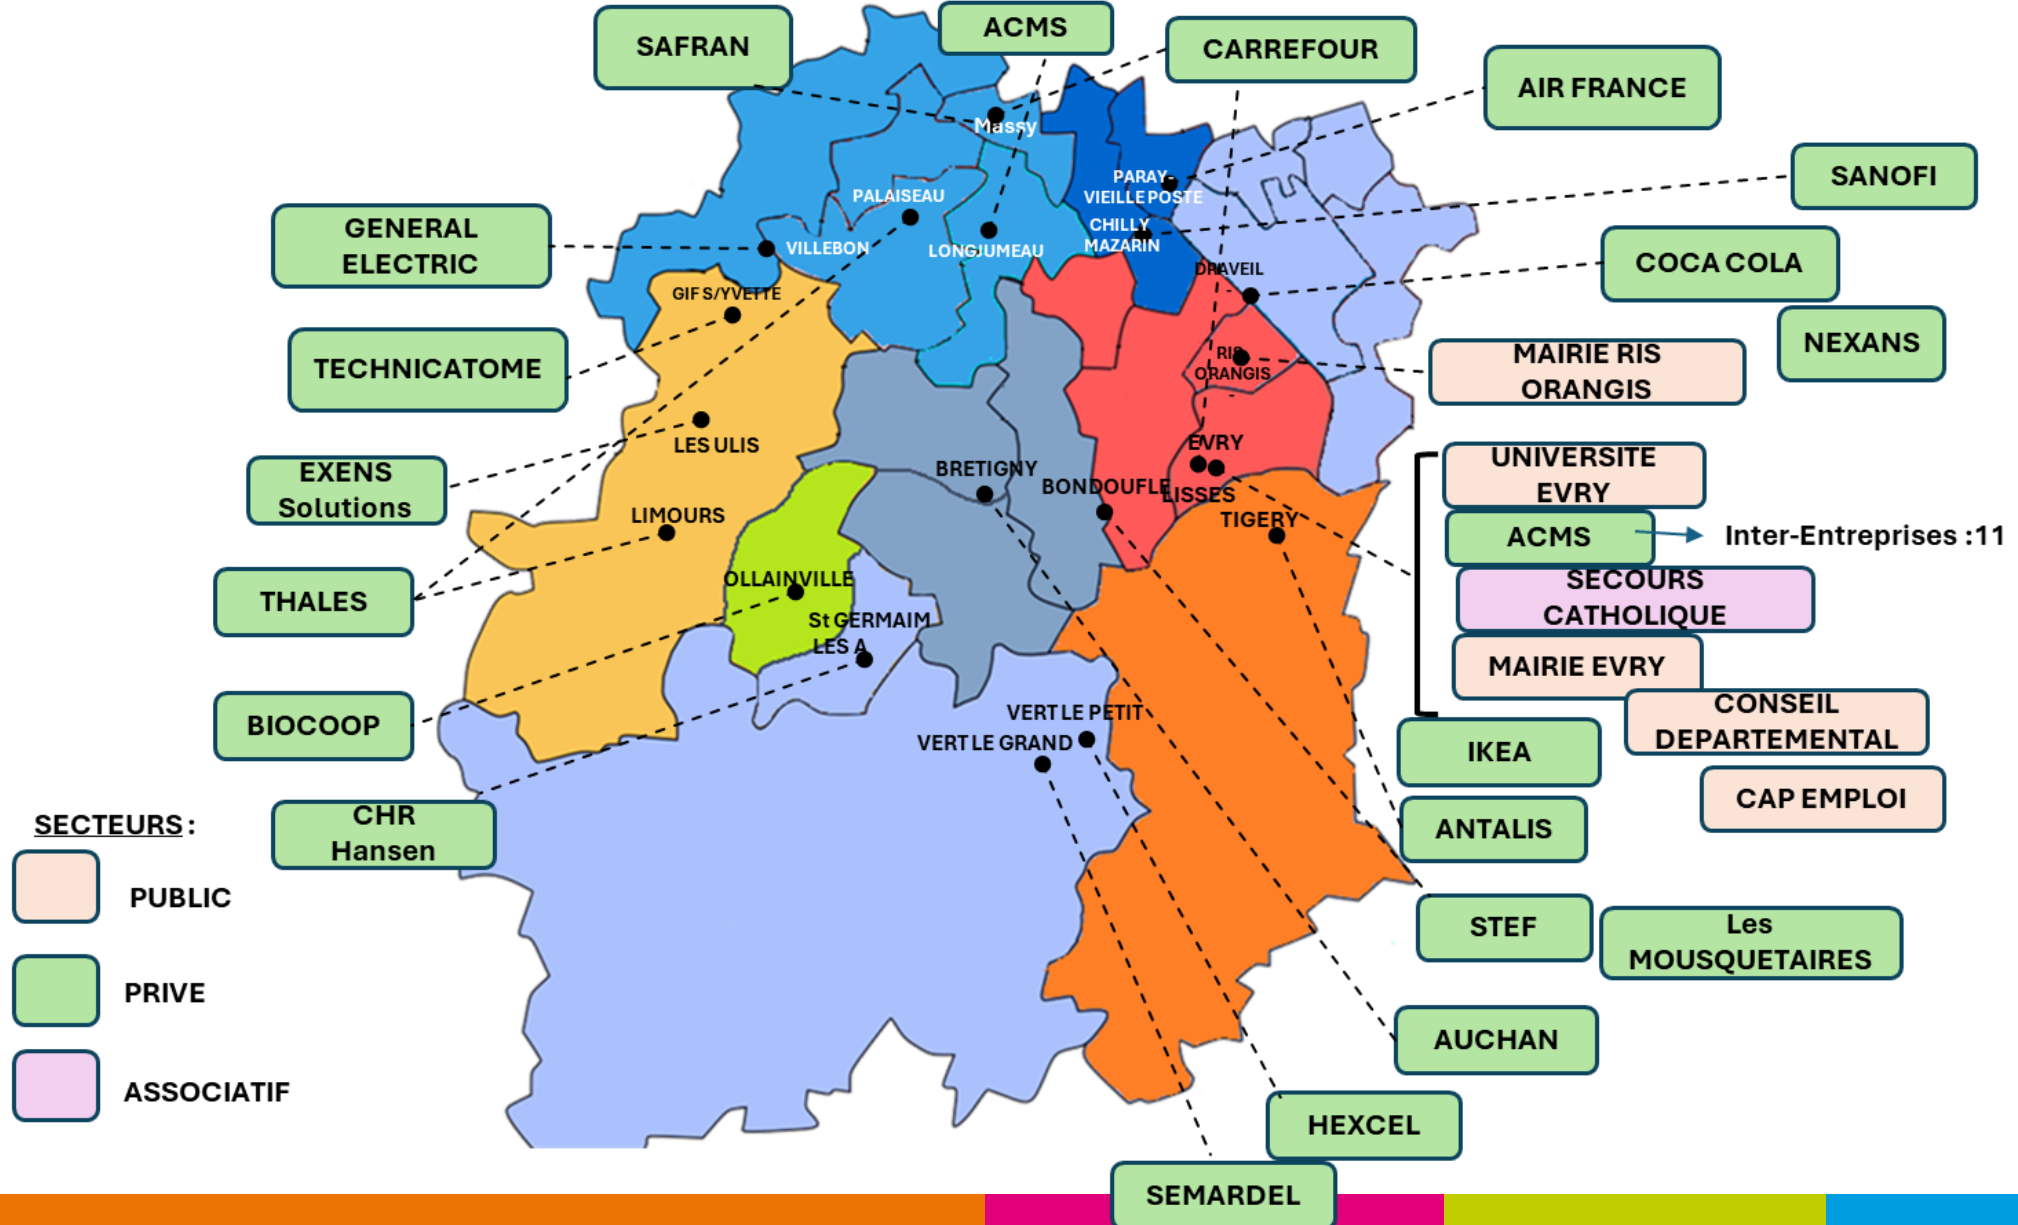 SAFRAN
ACMS
CARREFOUR
AIR FRANCE
SANOFI
GENERAL
ELECTRIC
COCA COLA
NEXANS
TECHNICATOME
MAIRIE RIS
ORANGIS
EXENS
Solutions
UNIVERSITE
EVRY
ACMS
Inter-Entreprises :11
SECOURS
CATHOLIQUE
THALES
MAIRIE EVRY
CONSEIL
DEPARTEMENTAL
BIOCOOP
IKEA
CAP EMPLOI
CHR
Hansen
ANTALIS
STEF
Les
MOUSQUETAIRES
AUCHAN
HEXCEL
SEMARDEL
Massy
PALAISEAU
PARAY-
VIEILLE POSTE
CHILLY
MAZARIN
VILLEBON
LONGJUMEAU
DRAVEIL
GIF S/YVETTE
RIS
ORANGIS
LES ULIS
EVRY
BRETIGNY
BONDOUFLE
LISSES
LIMOURS
TIGERY
OLLAINVILLE
St GERMAIM
LES A
VERT LE PETIT
VERT LE GRAND
SECTEURS :
PUBLIC
PRIVE
ASSOCIATIF